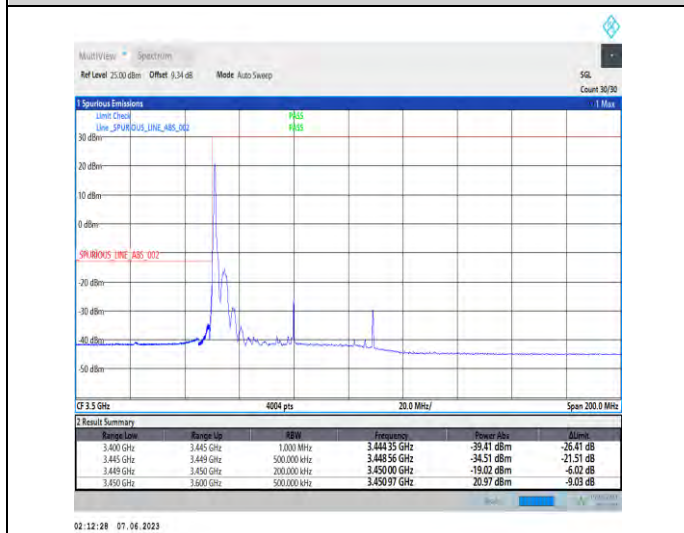 MultiView Spectrum
Ref Level 25.00 dBm Offset 9.34 dB Mode Auto Sweep SGL
Count 30/30
1 Spurious Emissions 1 Max
Limit Check PASS
Line _SPURIOUS_LINE_ABS_002 PASS
30 dBm
20 dBm
10 dBm
0 dBm
_SPURIOUS_LINE_ABS_002
-20 dBm
-30 dBm
-40 dBm
-50 dBm
CF 3.5 GHz 4004 pts 20.0 MHz/ Span 200.0 MHz
2 Result Summary
Range Low Range Up RBW Frequency Power Abs ΔLimit
3.400 GHz 3.445 GHz 1.000 MHz 3.444 35 GHz -39.41 dBm -26.41 dB
3.445 GHz 3.449 GHz 500.000 kHz 3.448 56 GHz -34.51 dBm -21.51 dB
3.449 GHz 3.450 GHz 200.000 kHz 3.450 00 GHz -19.02 dBm -6.02 dB
3.450 GHz 3.600 GHz 500.000 kHz 3.450 97 GHz 20.97 dBm -9.03 dB
02:12:28 07.06.2023